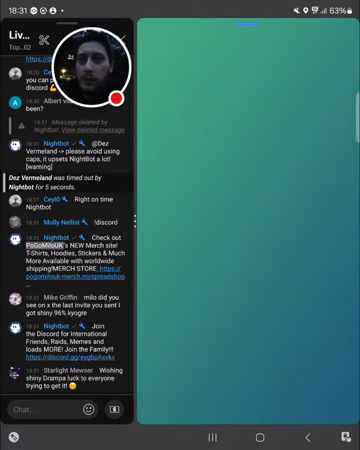 18:31
63%
Liv...
Top...02
https://di
18:30 Ce
you can p
discord 💪
18:31 Albert vi
been?
Message deleted by
Nightbot View deleted message
18:31 Nightbot @Dez
Vermeland -> please avoid using
caps, it upsets NightBot a lot!
[warning]
Dez Vermeland was timed out by
Nightbot for 5 seconds.
18:31 Ceyl0 Right on time
Nightbot
18:31 Molly Nellist !discord
18:31 Nightbot Check out
PoGoMiloUK's NEW Merch site!
T-Shirts, Hoodies, Stickers & Much
More Available with worldwide
shipping!MERCH STORE: https://
pogomilouk-merch.myspreadshop
...
18:31 Mike Griffin milo did you
see on x the last invite you sent I
got shiny 96% kyogre
18:31 Nightbot Join
the Discord for International
Friends, Raids, Memes and
loads MORE! Join the Family!!!
https://discord.gg/eygbpAxvkv
18:31 Starlight Mewser Wishing
shiny Drampa luck to everyone
trying to get it! 😊
Chat...